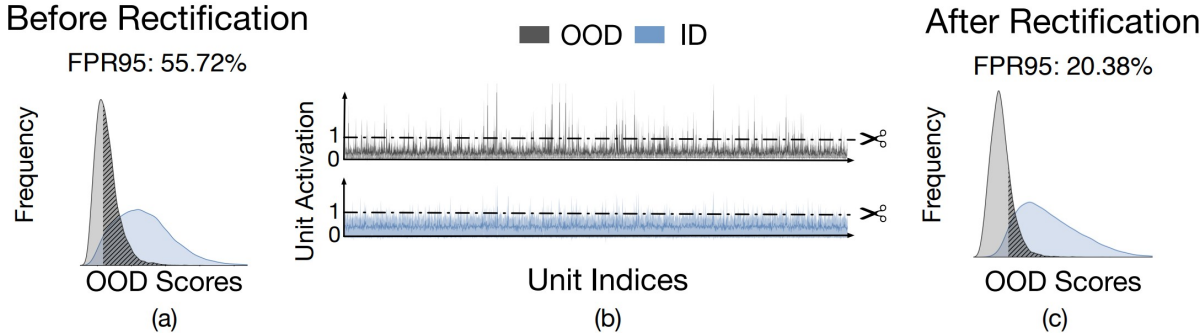 Before Rectification
FPR95: 55.72%
Frequency
OOD Scores
(a)
OOD ID
Unit Activation
1
0
1
0
Unit Indices
(b)
After Rectification
FPR95: 20.38%
Frequency
OOD Scores
(c)